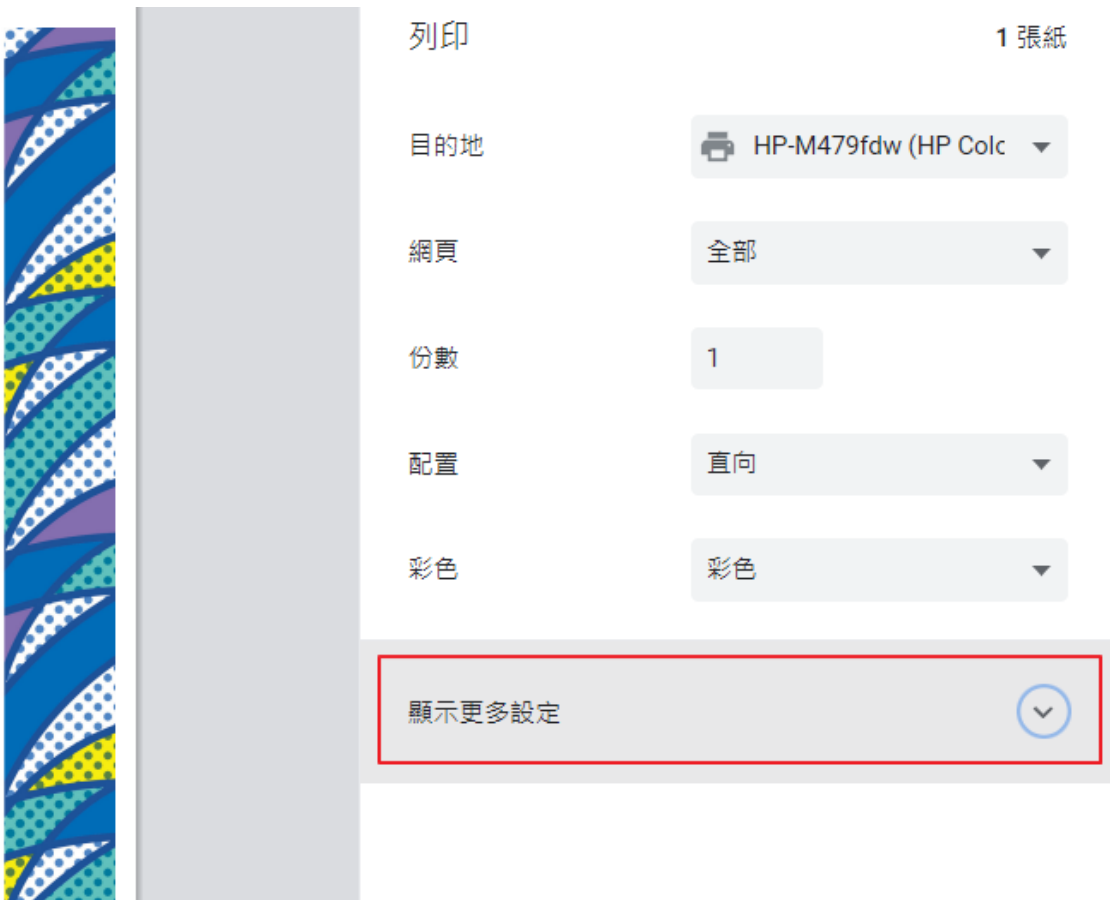 列印
1 張紙
目的地
HP-M479fdw (HP Colc
網頁
全部
份數
1
配置
直向
彩色
彩色
顯示更多設定